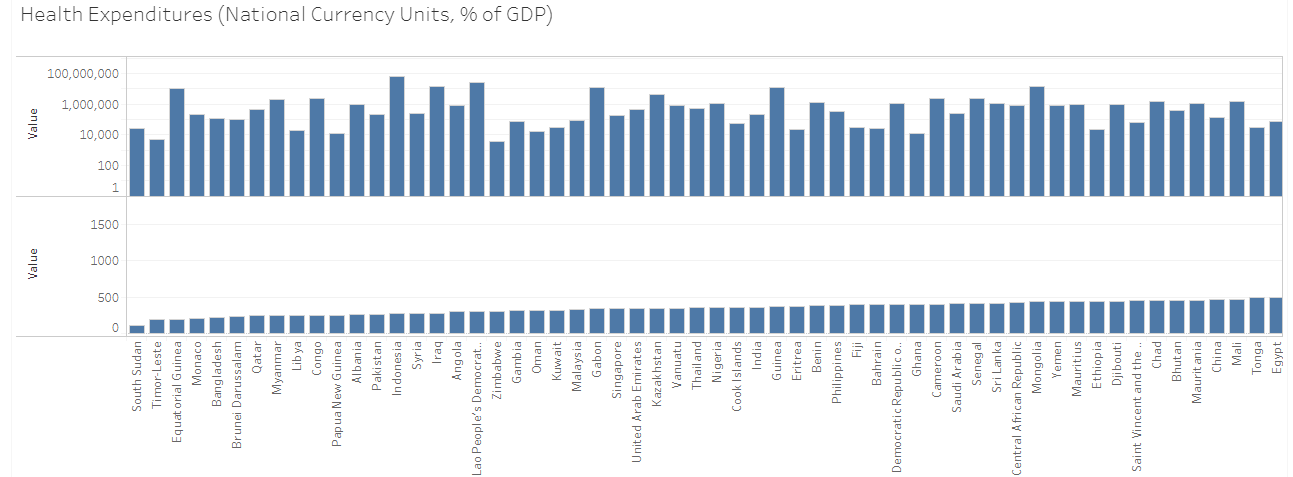 Health Expenditures (National Currency Units, % of GDP)
Value
100,000,000
1,000,000
10,000
100
1
Value
1500
1000
500
0
South Sudan
Timor-Leste
Equatorial Guinea
Monaco
Bangladesh
Brunei Darussalam
Qatar
Myanmar
Libya
Congo
Papua New Guinea
Albania
Pakistan
Indonesia
Syria
Iraq
Angola
Lao People's Democrat..
Zimbabwe
Gambia
Oman
Kuwait
Malaysia
Gabon
Singapore
United Arab Emirates
Kazakhstan
Vanuatu
Thailand
Nigeria
Cook Islands
India
Guinea
Eritrea
Benin
Philippines
Fiji
Bahrain
Democratic Republic o..
Ghana
Cameroon
Saudi Arabia
Senegal
Sri Lanka
Central African Republic
Mongolia
Yemen
Mauritius
Ethiopia
Djibouti
Saint Vincent and the ..
Chad
Bhutan
Mauritania
China
Mali
Tonga
Egypt